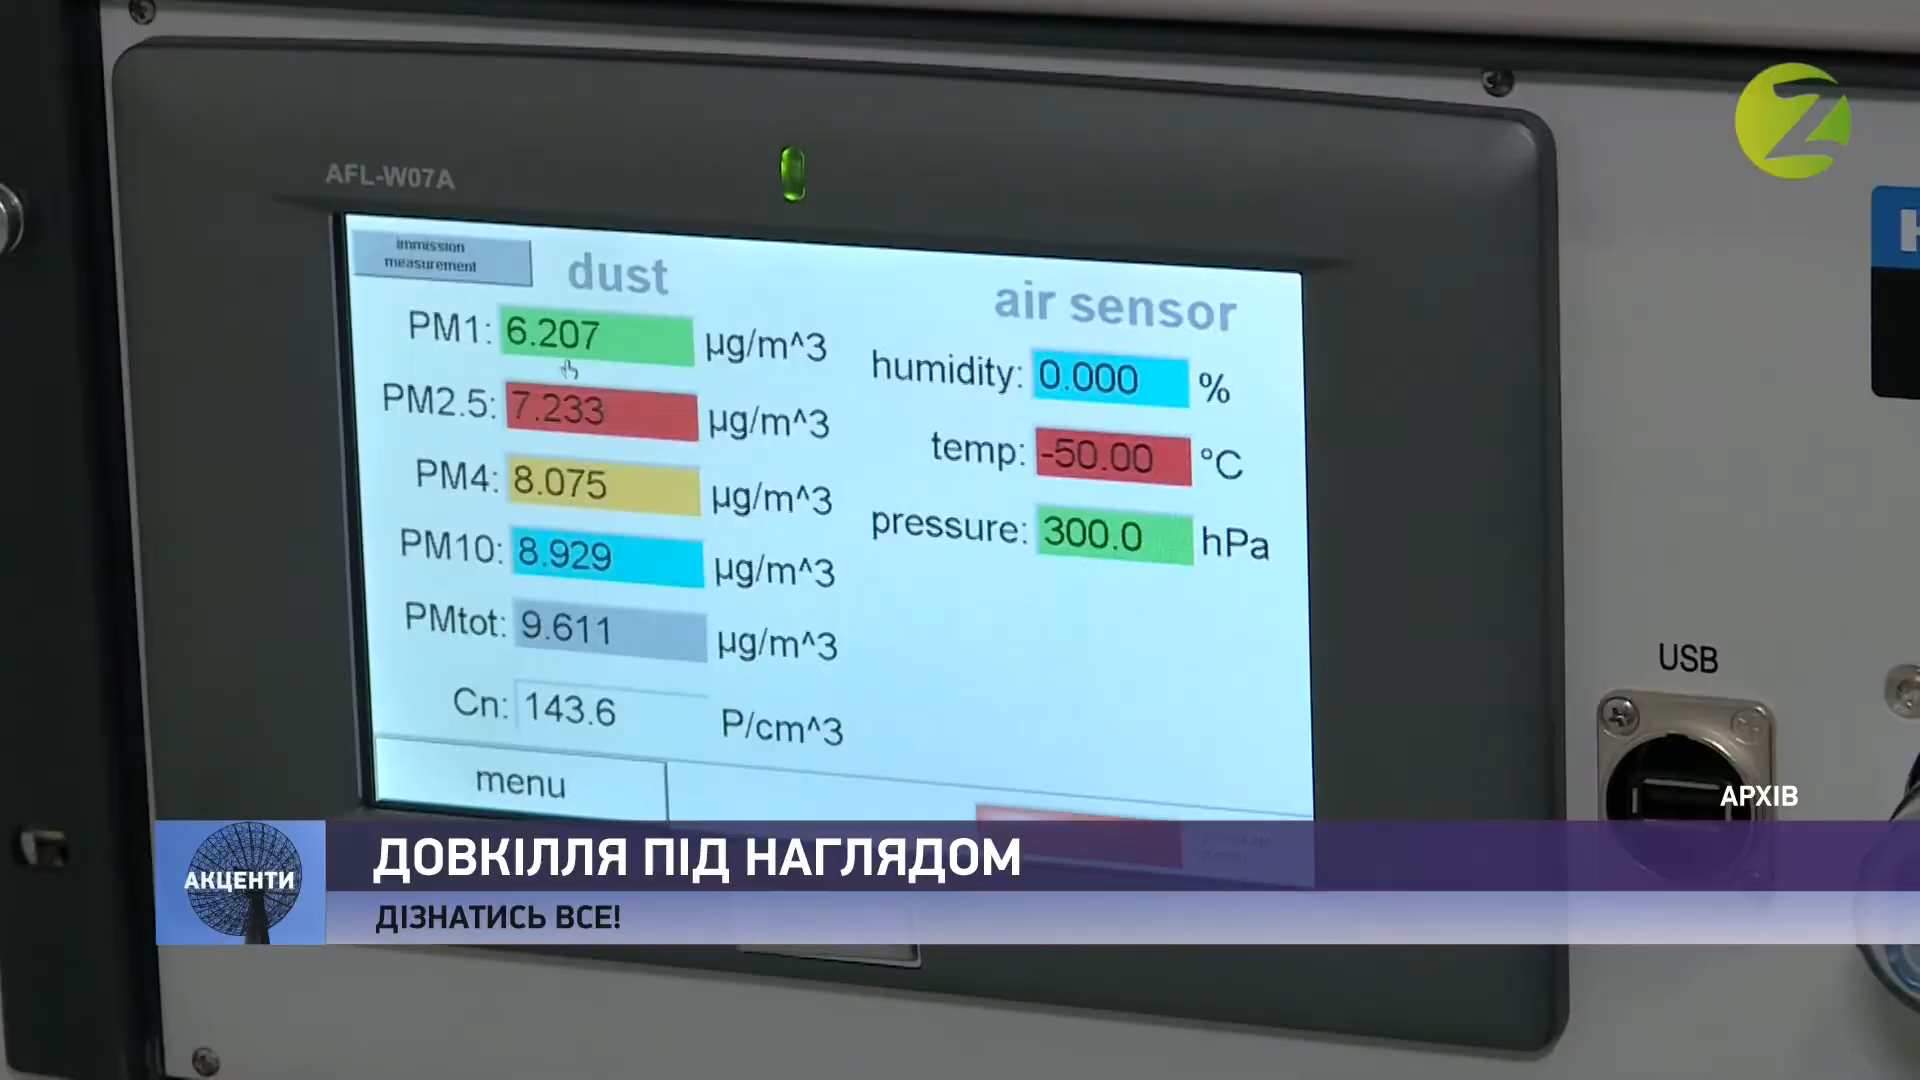 AFL-W07A
immission
measurement
dust
air sensor
PM1: 6.207 µg/m^3
PM2.5: 7.233 µg/m^3
PM4: 8.075 µg/m^3
PM10: 8.929 µg/m^3
PMtot: 9.611 µg/m^3
Cn: 143.6 P/cm^3
humidity: 0.000 %
temp: -50.00 °C
pressure: 300.0 hPa
menu
USB
АРХІВ
АКЦЕНТИ
ДОВКІЛЛЯ ПІД НАГЛЯДОМ
ДІЗНАТИСЬ ВСЕ!